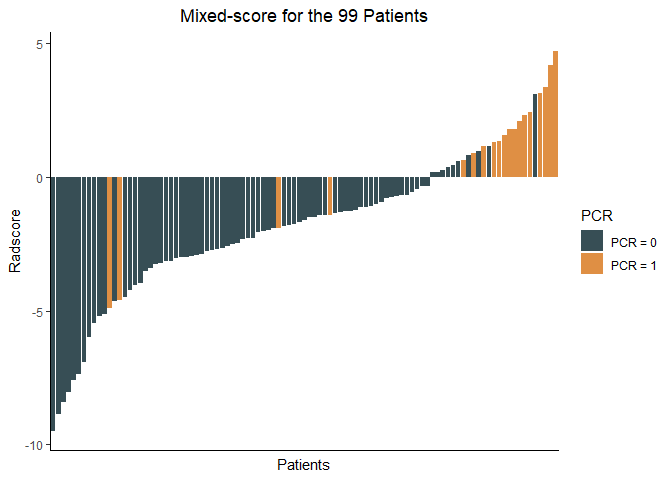 Mixed-score for the 99 Patients
5
0
-5
-10
Radscore
Patients
PCR
PCR = 0
PCR = 1